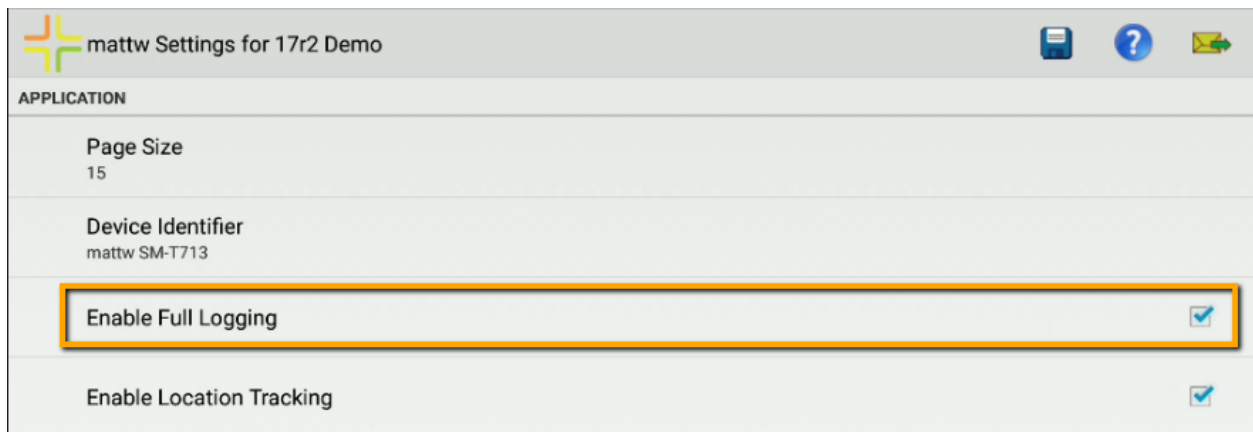 mattw Settings for 17r2 Demo
?
APPLICATION
Page Size
15
Device Identifier
mattw SM-T713
Enable Full Logging
Enable Location Tracking